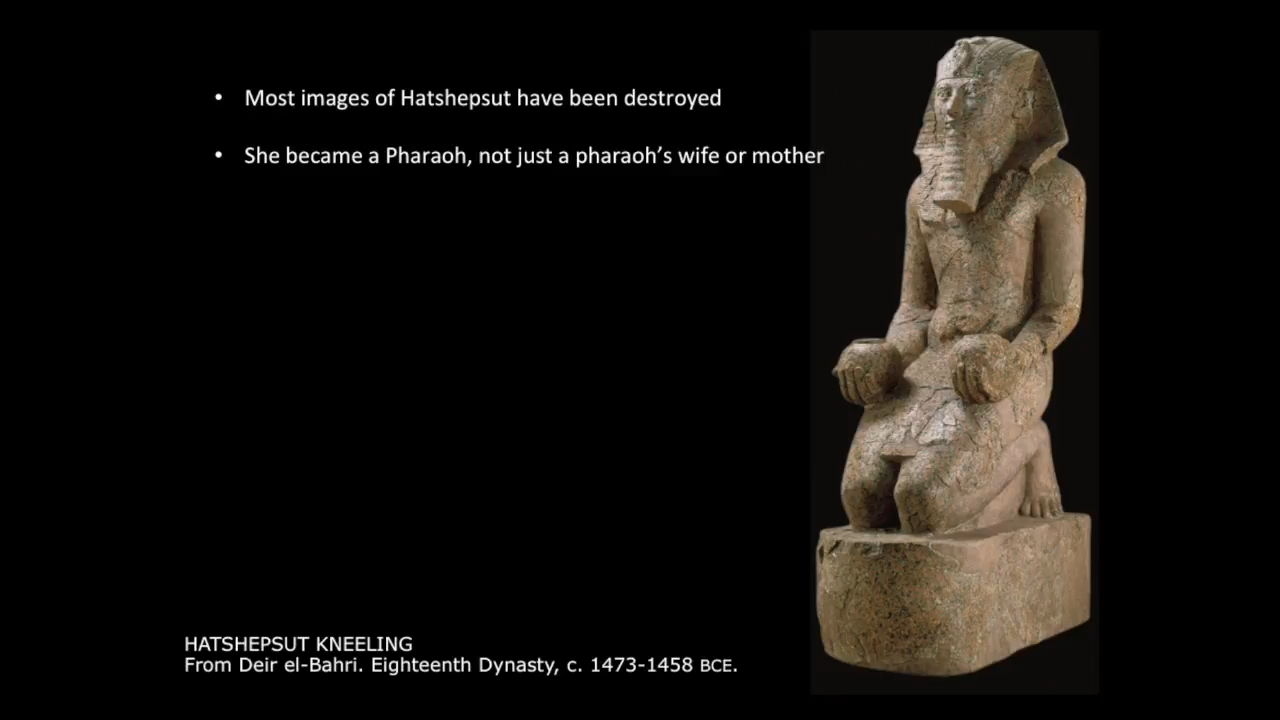 • Most images of Hatshepsut have been destroyed
• She became a Pharaoh, not just a pharaoh’s wife or mother
HATSHEPSUT KNEELING
From Deir el-Bahri. Eighteenth Dynasty, c. 1473-1458 BCE.